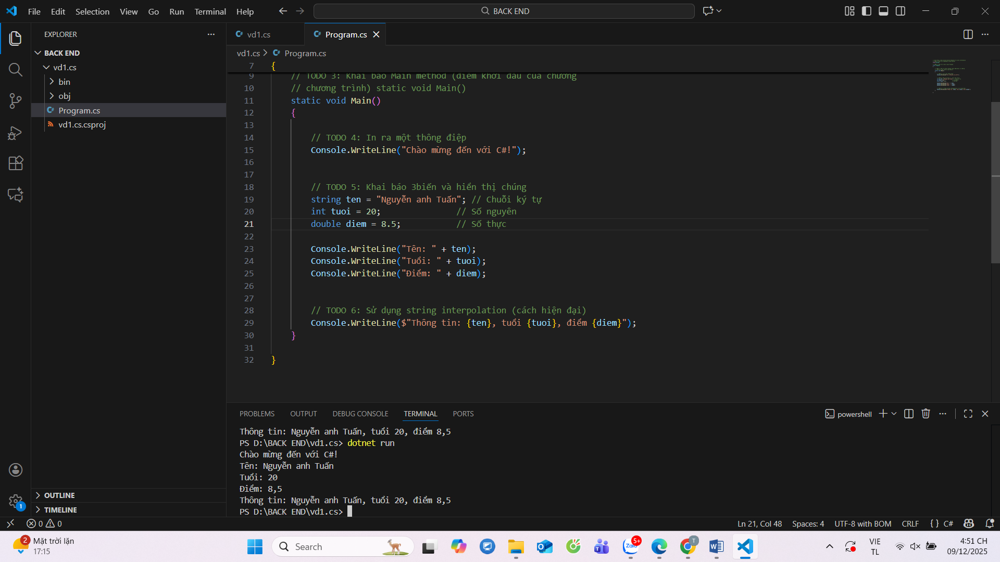 File Edit Selection View Go Run Terminal Help
BACK END
EXPLORER
BACK END
vd1.cs
bin
obj
Program.cs
vd1.cs.csproj
OUTLINE
TIMELINE
vd1.cs
Program.cs
vd1.cs > Program.cs
7 {
9 // TODO 3: Khai báo Main method (điểm khởi đầu của chương
10 // chương trình) static void Main()
11 static void Main()
12 {
13
14 // TODO 4: In ra một thông điệp
15 Console.WriteLine("Chào mừng đến với C#!");
16
17
18 // TODO 5: Khai báo 3biến và hiển thị chúng
19 string ten = "Nguyễn anh Tuấn"; // Chuỗi ký tự
20 int tuoi = 20; // Số nguyên
21 double diem = 8.5; // Số thực
22
23 Console.WriteLine("Tên: " + ten);
24 Console.WriteLine("Tuổi: " + tuoi);
25 Console.WriteLine("Điểm: " + diem);
26
27
28 // TODO 6: Sử dụng string interpolation (cách hiện đại)
29 Console.WriteLine($"Thông tin: {ten}, tuổi {tuoi}, điểm {diem}");
30 }
31
32 }
PROBLEMS OUTPUT DEBUG CONSOLE TERMINAL PORTS
powershell
Thông tin: Nguyễn anh Tuấn, tuổi 20, điểm 8,5
PS D:\BACK END\vd1.cs> dotnet run
Chào mừng đến với C#!
Tên: Nguyễn anh Tuấn
Tuổi: 20
Điểm: 8,5
Thông tin: Nguyễn anh Tuấn, tuổi 20, điểm 8,5
PS D:\BACK END\vd1.cs>
1
0 0
Ln 21, Col 48 Spaces: 4 UTF-8 with BOM CRLF { } C#
2
Mặt trời lặn
17:15
Search
Zalo
5+
T
VIE
TL
4:51 CH
09/12/2025